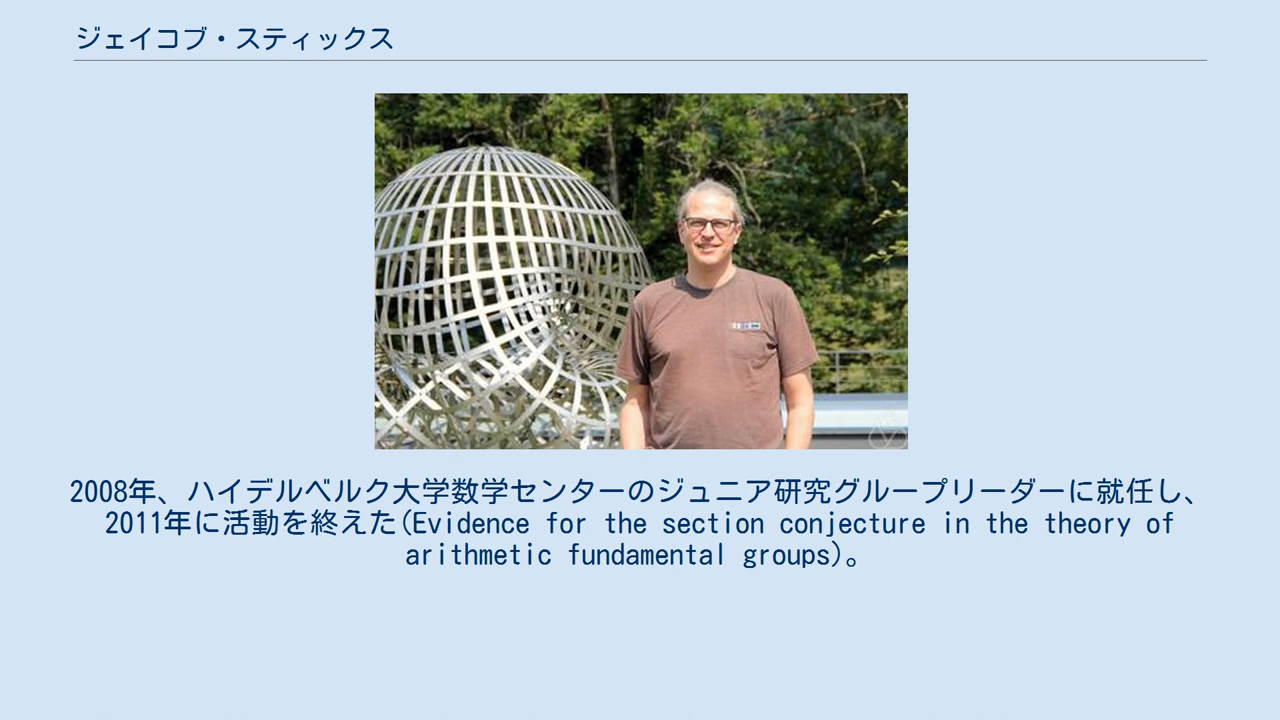 ジェイコブ・スティックス
2008年、ハイデルベルク大学数学センターのジュニア研究グループリーダーに就任し、
2011年に活動を終えた(Evidence for the section conjecture in the theory of
arithmetic fundamental groups)。